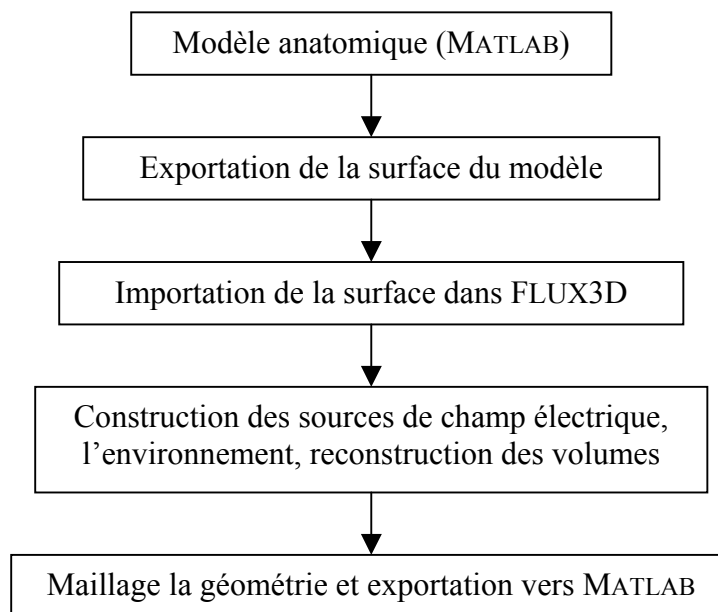 Modèle anatomique (MATLAB)
Exportation de la surface du modèle
Importation de la surface dans FLUX3D
Construction des sources de champ électrique,
l’environnement, reconstruction des volumes
Maillage la géométrie et exportation vers MATLAB